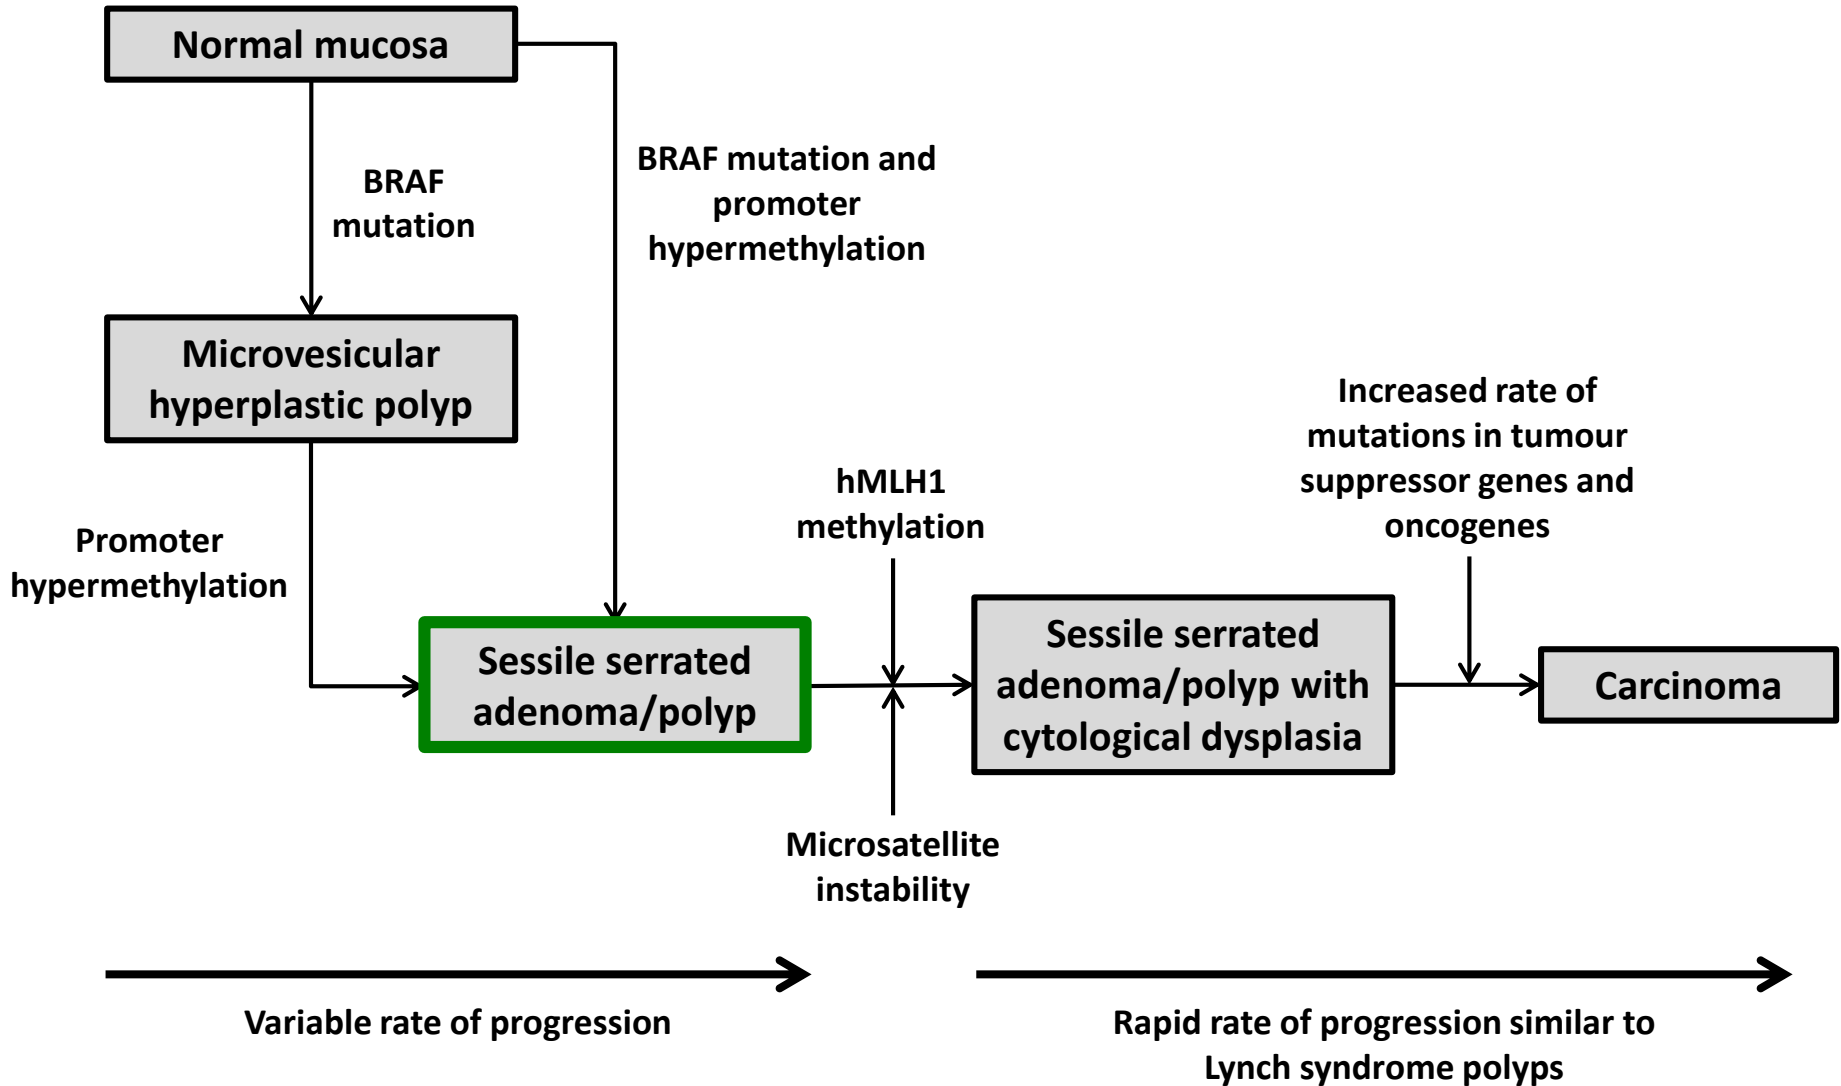 Normal mucosa
BRAF
mutation
BRAF mutation and
promoter
hypermethylation
Microvesicular
hyperplastic polyp
Promoter
hypermethylation
Sessile serrated
adenoma/polyp
hMLH1
methylation
Microsatellite
instability
Sessile serrated
adenoma/polyp with
cytological dysplasia
Increased rate of
mutations in tumour
suppressor genes and
oncogenes
Carcinoma
Variable rate of progression
Rapid rate of progression similar to
Lynch syndrome polyps